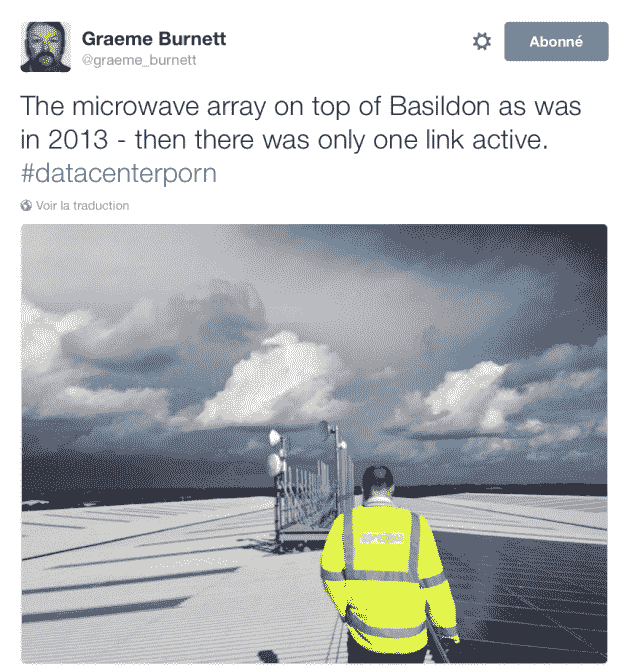 Graeme Burnett
@graeme_burnett
Abonné
The microwave array on top of Basildon as was
in 2013 - then there was only one link active.
#datacenterporn
Voir la traduction